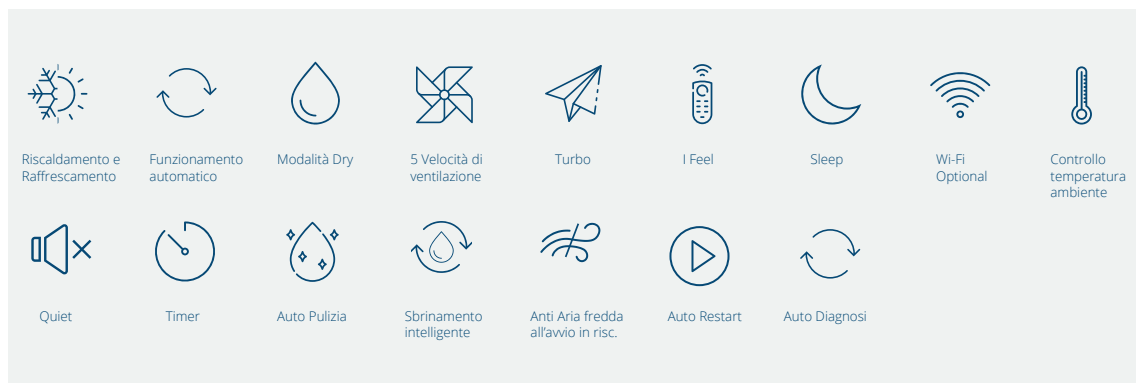 Riscaldamento e
Raffrescamento
Funzionamento
automatico
Modalità Dry
5 Velocità di
ventilazione
Turbo
I Feel
Sleep
Wi-Fi
Optional
Controllo
temperatura
ambiente
Quiet
Timer
Auto Pulizia
Sbrinamento
intelligente
Anti Aria fredda
all'avvio in risc.
Auto Restart
Auto Diagnosi